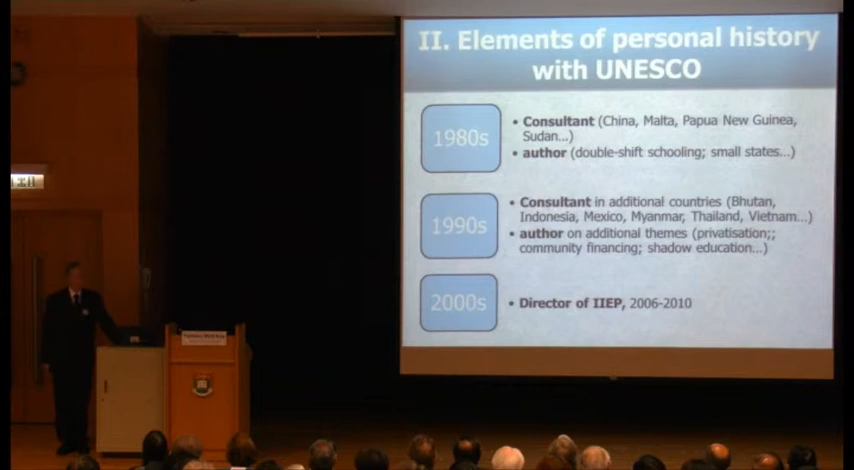 II. Elements of personal history
with UNESCO
1980s
• Consultant (China, Malta, Papua New Guinea,
Sudan...)
• author (double-shift schooling; small states...)
1990s
• Consultant in additional countries (Bhutan,
Indonesia, Mexico, Myanmar, Thailand, Vietnam...)
• author on additional themes (privatisation;;
community financing; shadow education...)
2000s
• Director of IIEP, 2006-2010